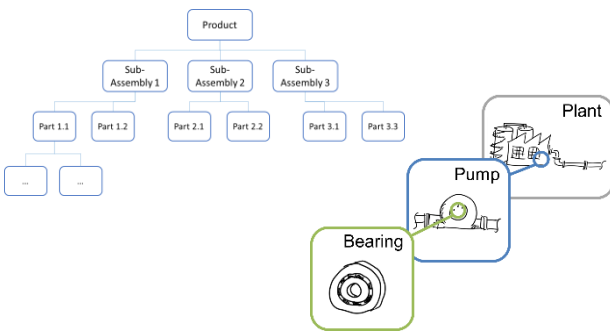 Product
Sub-
Assembly 1
Sub-
Assembly 2
Sub-
Assembly 3
Part 1.1
Part 1.2
Part 2.1
Part 2.2
Part 3.1
Part 3.3
...
...
Plant
Pump
Bearing